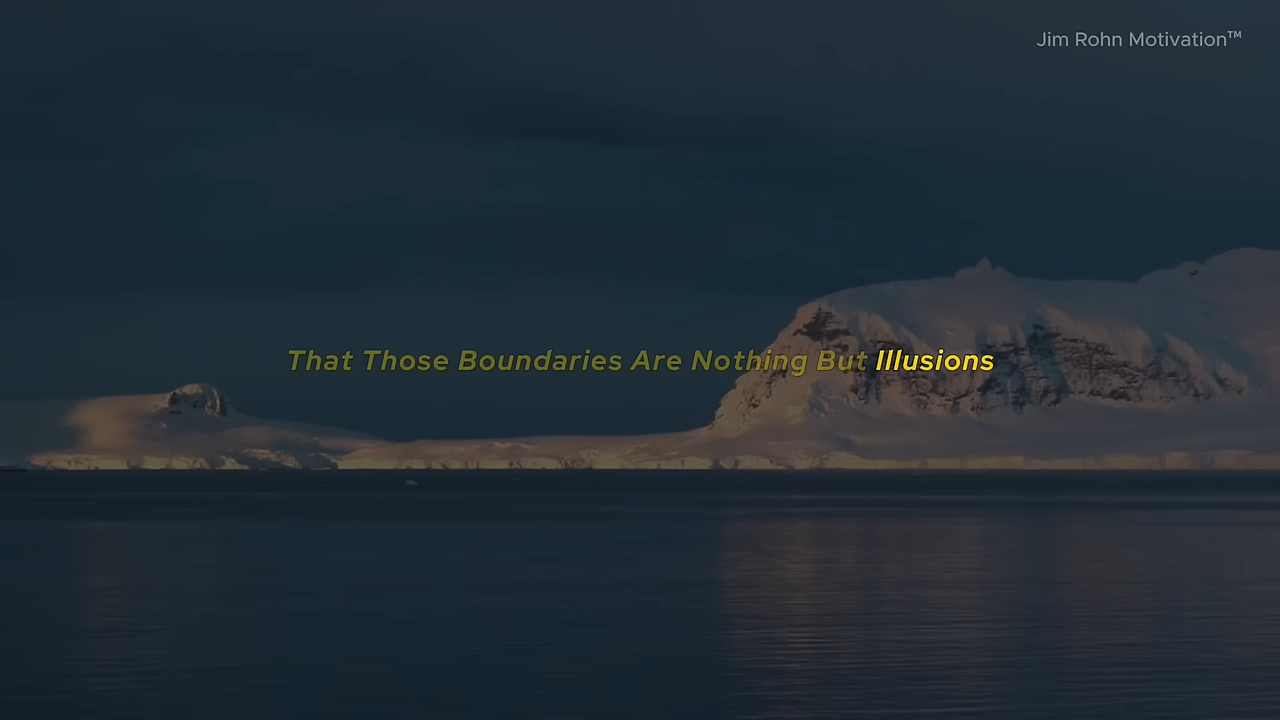 Jim Rohn Motivation™
That Those Boundaries Are Nothing But Illusions